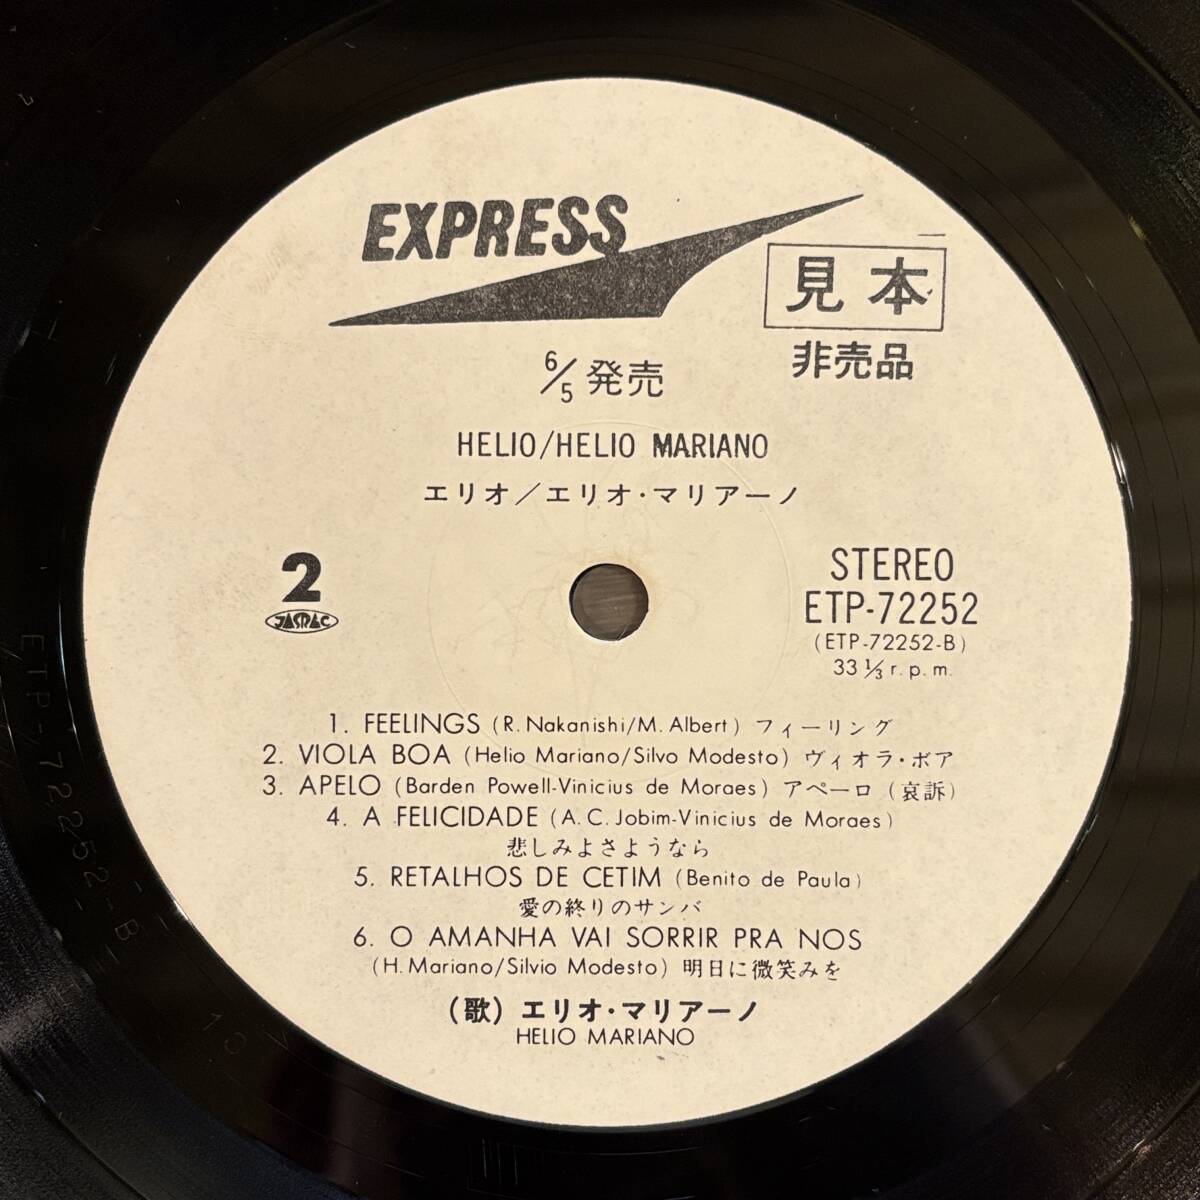 EXPRESS
見本
非売品
6/5 発売
HELIO/HELIO MARIANO
エリオ／エリオ・マリアーノ
2
JASRAC
STEREO
ETP-72252
(ETP-72252-B)
33 1/3 r.p.m.
1. FEELINGS (R. Nakanishi/M. Albert) フィーリング
2. VIOLA BOA (Helio Mariano/Silvo Modesto) ヴィオラ・ボア
3. APELO (Barden Powell-Vinicius de Moraes) アペーロ (哀訴)
4. A FELICIDADE (A. C. Jobim-Vinicius de Moraes)
悲しみよさようなら
5. RETALHOS DE CETIM (Benito de Paula)
愛の終りのサンバ
6. O AMANHA VAI SORRIR PRA NOS
(H. Mariano/Silvio Modesto) 明日に微笑みを
(歌) エリオ・マリアーノ
HELIO MARIANO
ETP-72252-B